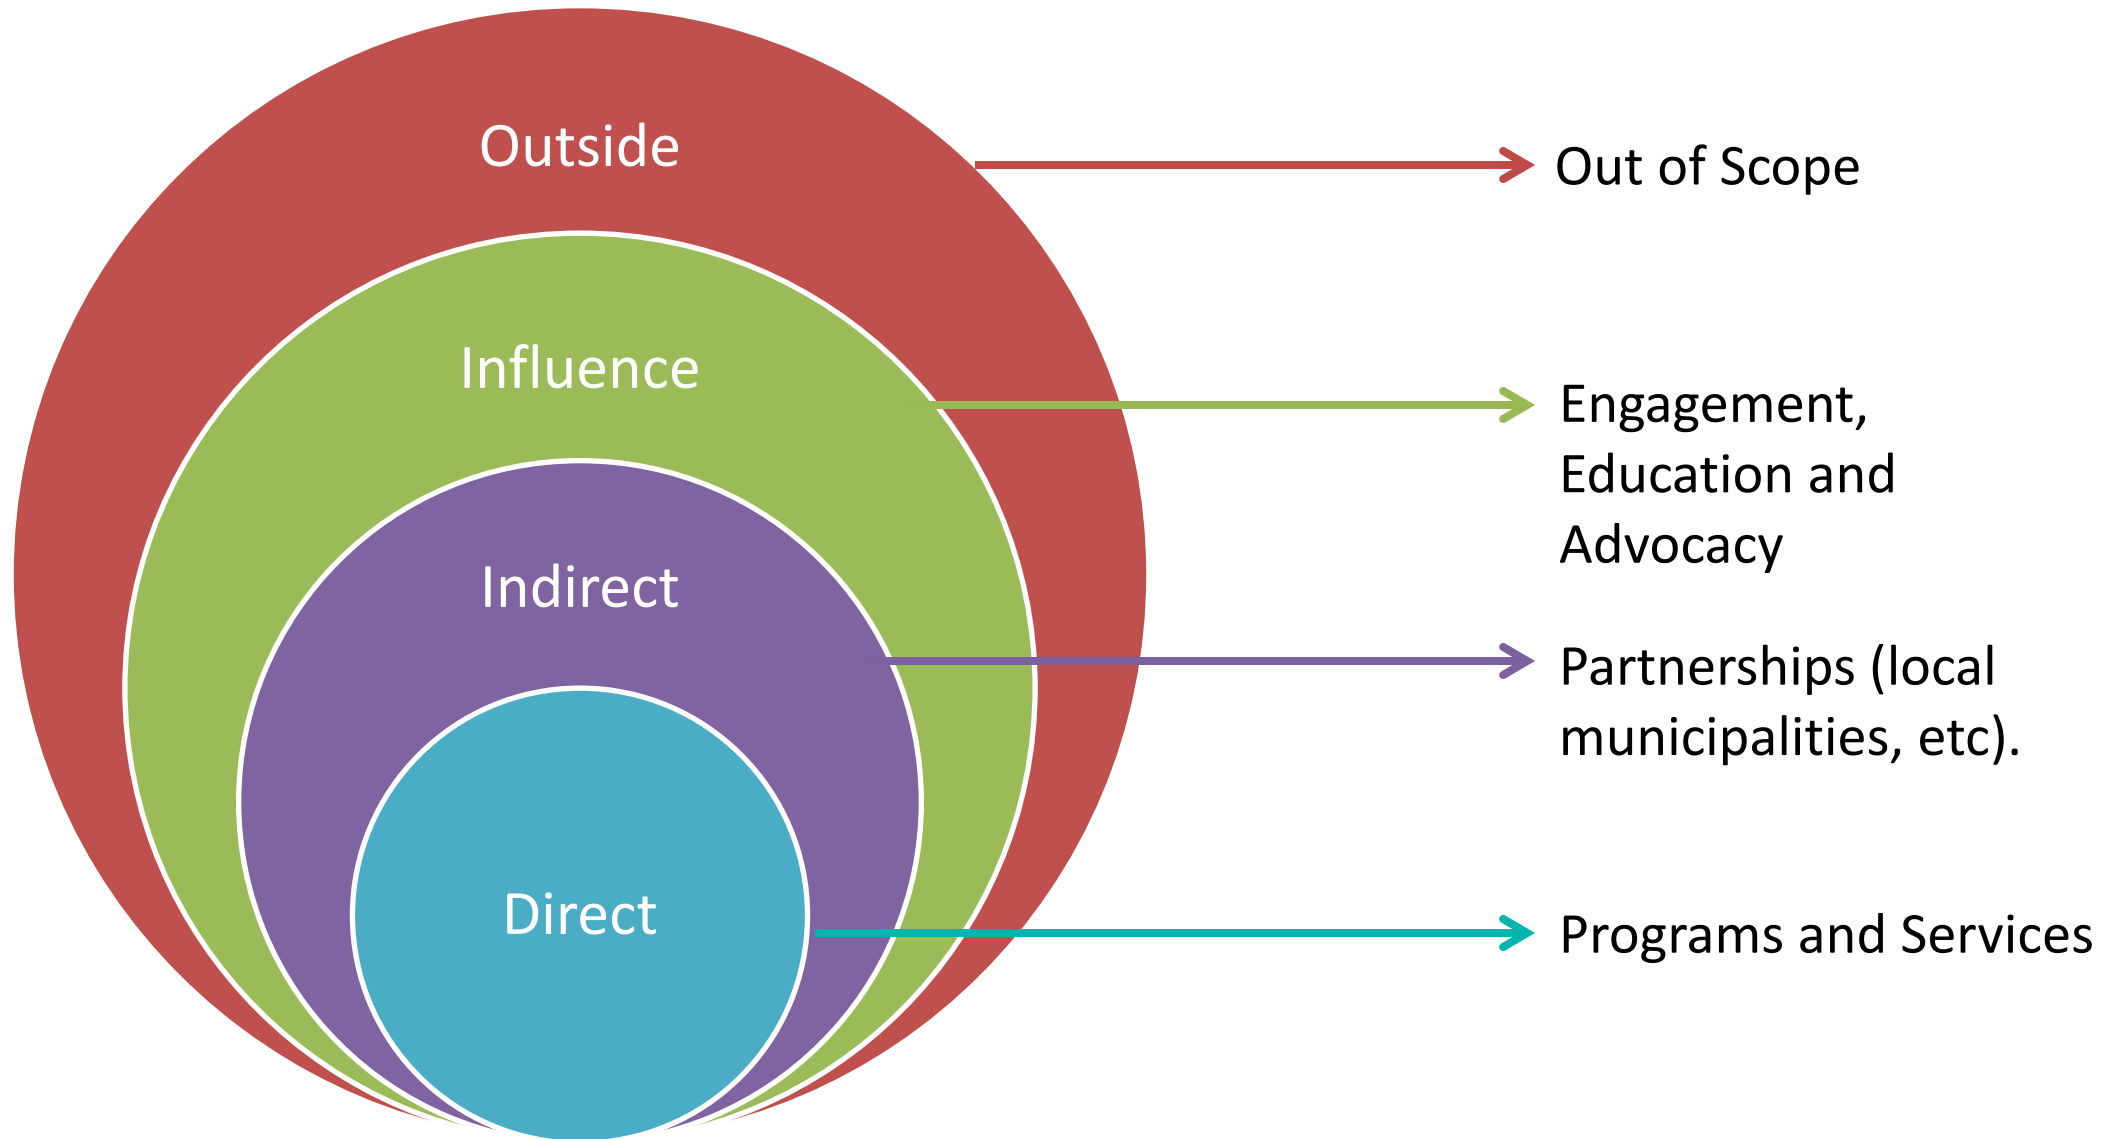 Outside
Out of Scope
Influence
Engagement,
Education and
Advocacy
Indirect
Partnerships (local
municipalities, etc).
Direct
Programs and Services